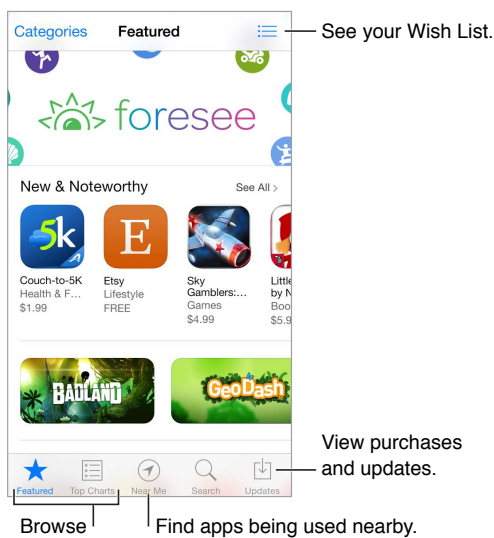 Categories Featured
See your Wish List.
foresee
New & Noteworthy See All >
5k
E
Couch-to-5K
Health & F...
$1.99
Etsy
Lifestyle
FREE
Sky
Gamblers:...
Games
$4.99
Little
by N
Boo
$5.9
BADLAND
GeoDash
View purchases
and updates.
Featured Top Charts Near Me Search Updates
Browse
Find apps being used nearby.